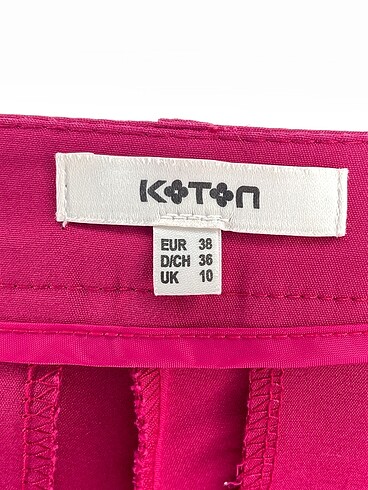 KOTON
EUR 38
D/CH 36
UK 10